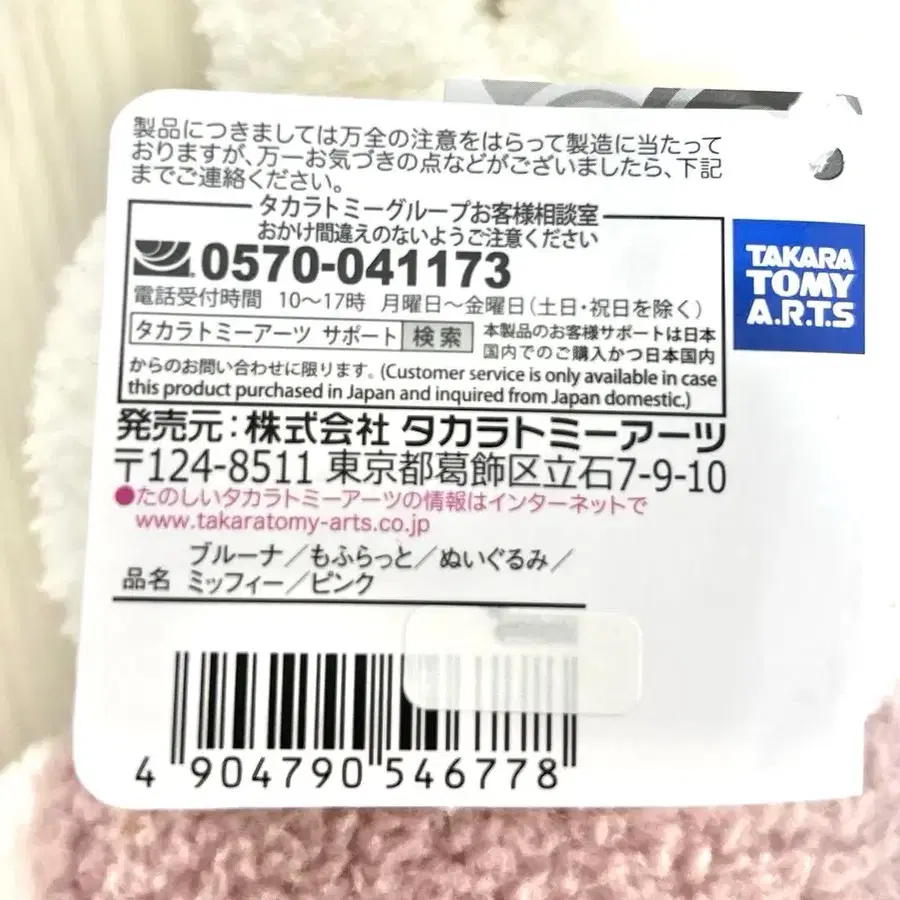 製品につきましては万全の注意をはらって製造に当たって
おりますが、万一お気づきの点などがございましたら、下記
までご連絡ください。
タカラトミーグループお客様相談室
おかけ間違えのないようご注意ください
0570-041173
電話受付時間 10〜17時 月曜日〜金曜日(土日・祝日を除く)
タカラトミーアーツ サポート 検索 本製品のお客様サポートは日本
国内でのご購入かつ日本国内
からのお問い合わせに限ります。(Customer service is only available in case
this product purchased in Japan and inquired from Japan domestic.)
発売元:株式会社 タカラトミーアーツ
〒124-8511 東京都葛飾区立石7-9-10
●たのしいタカラトミーアーツの情報はインターネットで
www.takaratomy-arts.co.jp
品名 ブルーナ/もふらっと/ぬいぐるみ/
ミッフィー/ピンク
4 904790 546778
TAKARA
TOMY
A.R.T.S